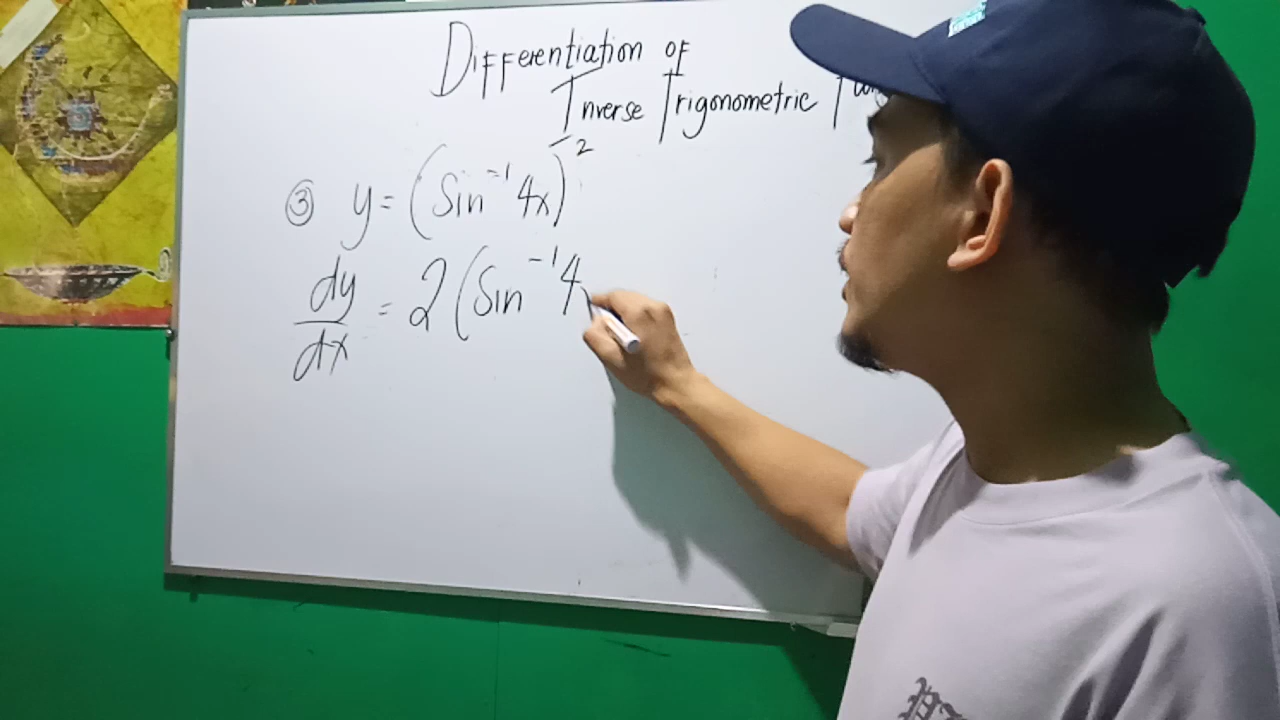 Differentiation of
Inverse Trigonometric
③ y = (Sin⁻¹ 4x)²
dy/dx = 2 (Sin⁻¹ 4